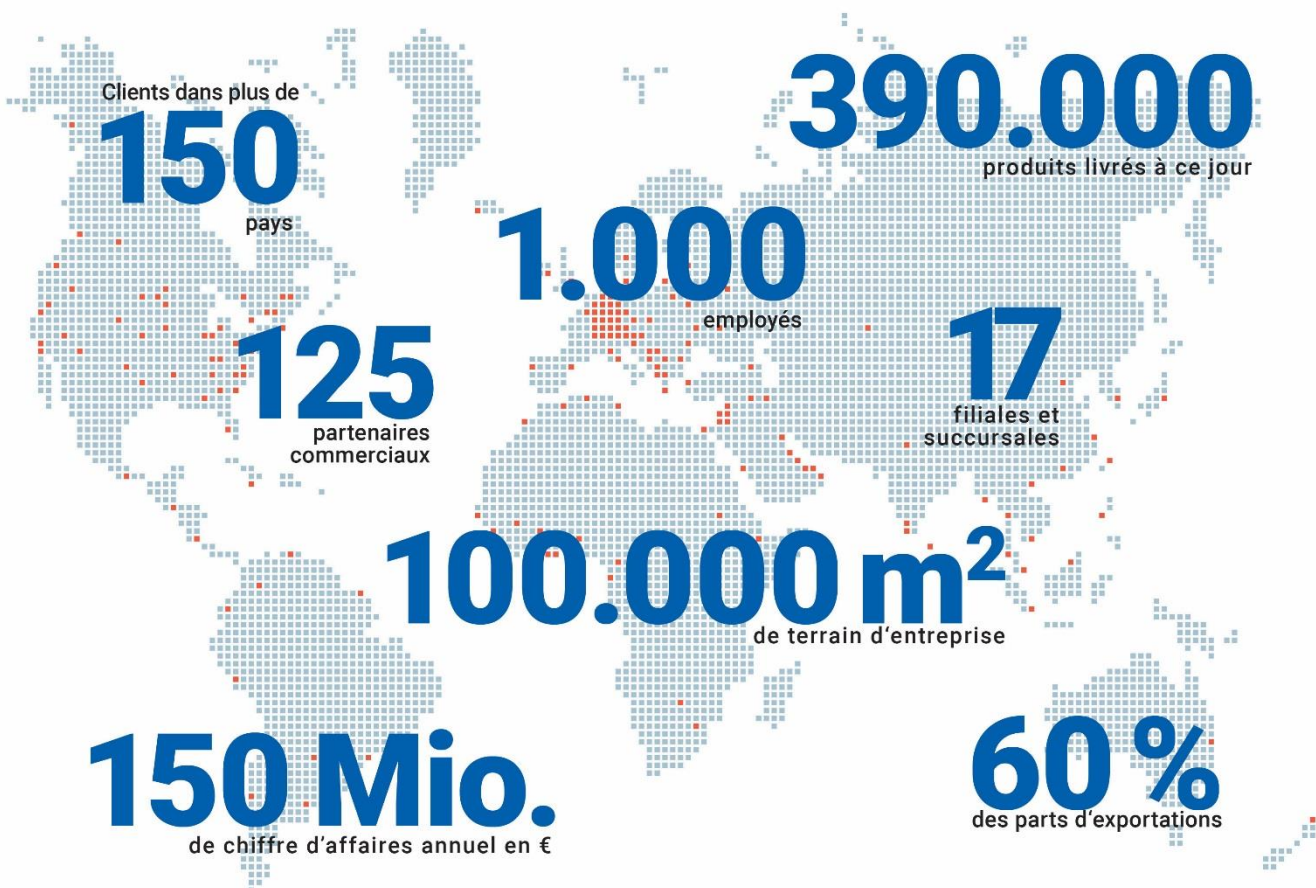 Clients dans plus de
150
pays
390.000
produits livrés à ce jour
1.000
employés
125
partenaires
commerciaux
17
filiales et
succursales
100.000 m²
de terrain d‘entreprise
150 Mio.
de chiffre d’affaires annuel en €
60 %
des parts d’exportations